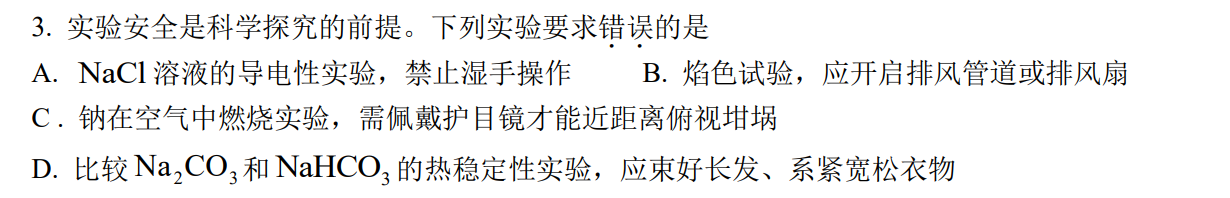 3. 实验安全是科学探究的前提。下列实验要求错误的是
A. NaCl 溶液的导电性实验，禁止湿手操作 B. 焰色试验，应开启排风管道或排风扇
C. 钠在空气中燃烧实验，需佩戴护目镜才能近距离俯视坩埚
D. 比较 Na₂CO₃ 和 NaHCO₃ 的热稳定性实验，应束好长发、系紧宽松衣物